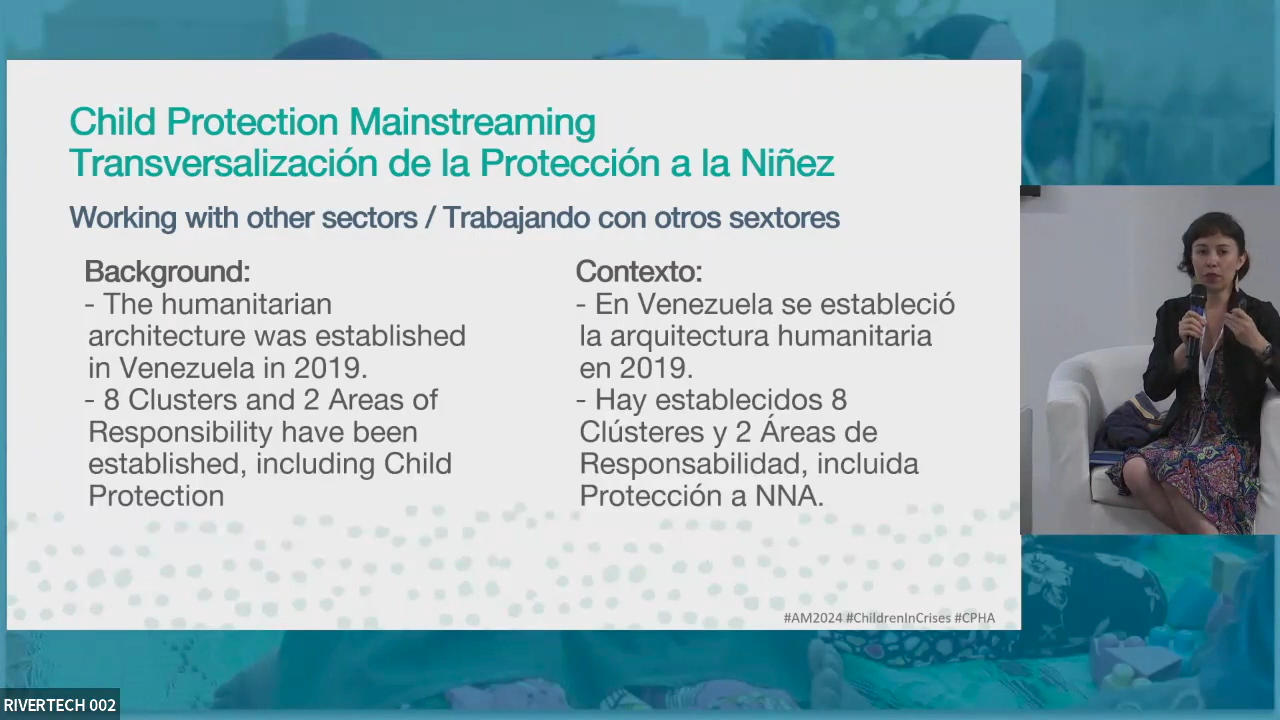 Child Protection Mainstreaming
Transversalización de la Protección a la Niñez
Working with other sectors / Trabajando con otros sextores
Background:
- The humanitarian
architecture was established
in Venezuela in 2019.
- 8 Clusters and 2 Areas of
Responsibility have been
established, including Child
Protection
Contexto:
- En Venezuela se estableció
la arquitectura humanitaria
en 2019.
- Hay establecidos 8
Clústeres y 2 Áreas de
Responsabilidad, incluida
Protección a NNA.
#AM2024 #ChildrenInCrises #CPHA
RIVERTECH 002